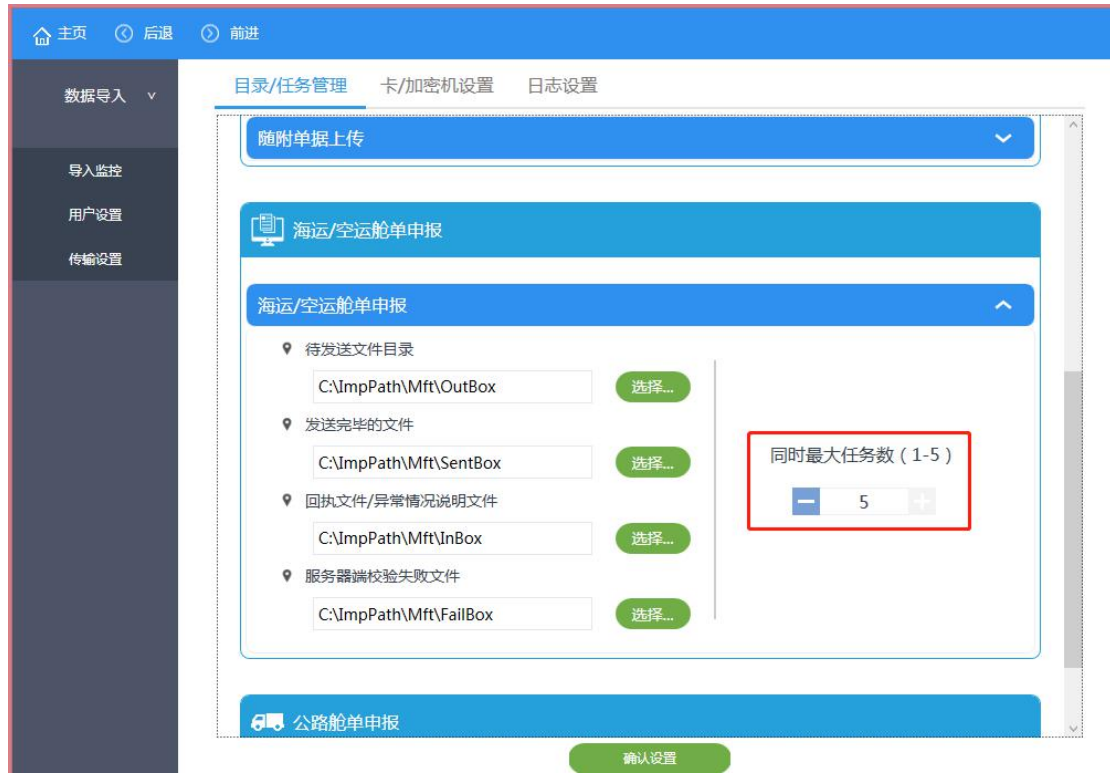 主页 后退 前进
数据导入
导入监控
用户设置
传输设置
目录/任务管理 卡/加密机设置 日志设置
随附单据上传
海运/空运舱单申报
海运/空运舱单申报
待发送文件目录
C:\ImpPath\Mft\OutBox 选择...
发送完毕的文件
C:\ImpPath\Mft\SentBox 选择...
回执文件/异常情况说明文件
C:\ImpPath\Mft\InBox 选择...
服务器端校验失败文件
C:\ImpPath\Mft\FailBox 选择...
同时最大任务数（1-5）
5
公路舱单申报
确认设置